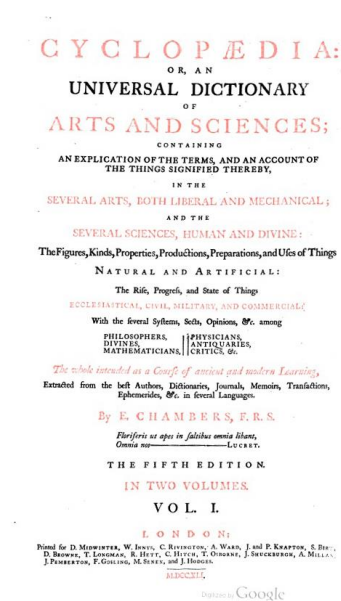 CYCLOPÆDIA:
OR, AN
UNIVERSAL DICTIONARY
OF
ARTS AND SCIENCES;
CONTAINING
AN EXPLICATION OF THE TERMS, AND AN ACCOUNT OF
THE THINGS SIGNIFIED THEREBY,
IN THE
SEVERAL ARTS, BOTH LIBERAL AND MECHANICAL;
AND THE
SEVERAL SCIENCES, HUMAN AND DIVINE:
The Figures, Kinds, Properties, Productions, Preparations, and Uſes of Things
NATURAL AND ARTIFICIAL:
The Riſe, Progreſs, and State of Things
ECCLESIASTICAL, CIVIL, MILITARY, AND COMMERCIAL:
With the ſeveral Syſtems, Sects, Opinions, &c. among
PHILOSOPHERS, PHYSICIANS,
DIVINES, ANTIQUARIES,
MATHEMATICIANS, CRITICS, &c.
The whole intended as a Courſe of ancient and modern Learning,
Extracted from the beſt Authors, Dictionaries, Journals, Memoirs, Tranſactions,
Ephemerides, &c. in ſeveral Languages.
By E. CHAMBERS, F.R.S.
Floriferis ut apes in ſaltibus omnia libant,
Omnia nos— LUCRET.
THE FIFTH EDITION.
IN TWO VOLUMES.
VOL. I.
LONDON:
Printed for D. MIDWINTER, W. INNYS, C. RIVINGTON, A. WARD, J. and P. KNAPTON, S.
D. BROWNE, T. LONGMAN, R. HETT, C. HITCH, T. OSBORNE, J. SHUCKBURGH, A.
J. PEMBERTON, F. GOSLING, M. SENEX, and J. HODGES.
M.DCC.XLI.
Digitized by Google